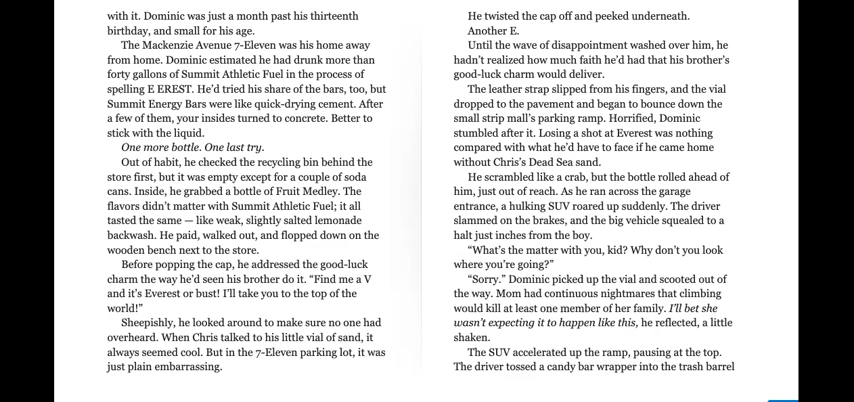 with it. Dominic was just a month past his thirteenth
birthday, and small for his age.
The Mackenzie Avenue 7-Eleven was his home away
from home. Dominic estimated he had drunk more than
forty gallons of Summit Athletic Fuel in the process of
spelling E EREST. He’d tried his share of the bars, too, but
Summit Energy Bars were like quick-drying cement. After
a few of them, your insides turned to concrete. Better to
stick with the liquid.
One more bottle. One last try.
Out of habit, he checked the recycling bin behind the
store first, but it was empty except for a couple of soda
cans. Inside, he grabbed a bottle of Fruit Medley. The
flavors didn’t matter with Summit Athletic Fuel; it all
tasted the same — like weak, slightly salted lemonade
backwash. He paid, walked out, and flopped down on the
wooden bench next to the store.
Before popping the cap, he addressed the good-luck
charm the way he’d seen his brother do it. “Find me a V
and it’s Everest or bust! I’ll take you to the top of the
world!”
Sheepishly, he looked around to make sure no one had
overheard. When Chris talked to his little vial of sand, it
always seemed cool. But in the 7-Eleven parking lot, it was
just plain embarrassing.
He twisted the cap off and peeked underneath.
Another E.
Until the wave of disappointment washed over him, he
hadn’t realized how much faith he’d had that his brother’s
good-luck charm would deliver.
The leather strap slipped from his fingers, and the vial
dropped to the pavement and began to bounce down the
small strip mall’s parking ramp. Horrified, Dominic
stumbled after it. Losing a shot at Everest was nothing
compared with what he’d have to face if he came home
without Chris’s Dead Sea sand.
He scrambled like a crab, but the bottle rolled ahead of
him, just out of reach. As he ran across the garage
entrance, a hulking SUV roared up suddenly. The driver
slammed on the brakes, and the big vehicle squealed to a
halt just inches from the boy.
“What’s the matter with you, kid? Why don’t you look
where you’re going?”
“Sorry.” Dominic picked up the vial and scooted out of
the way. Mom had continuous nightmares that climbing
would kill at least one member of her family. I’ll bet she
wasn’t expecting it to happen like this, he reflected, a little
shaken.
The SUV accelerated up the ramp, pausing at the top.
The driver tossed a candy bar wrapper into the trash barrel